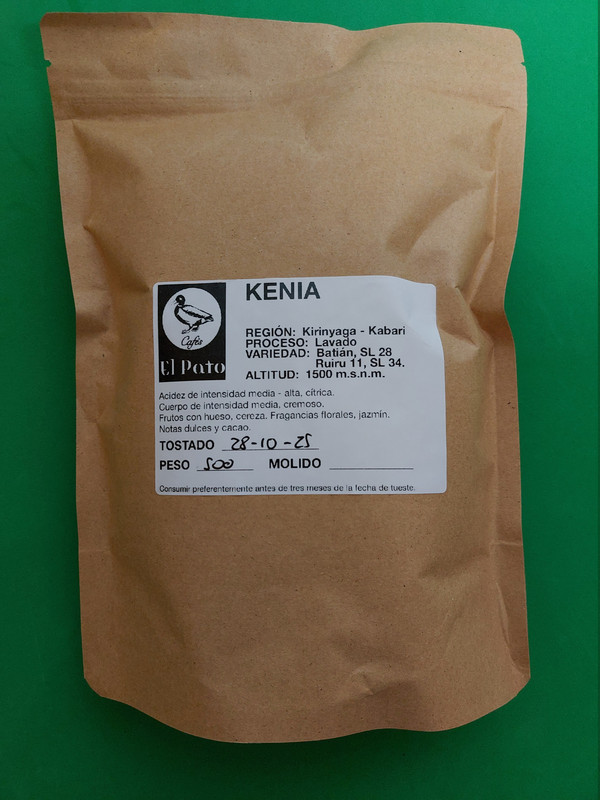 Cafés
El Pato
KENIA
REGIÓN: Kirinyaga - Kabari
PROCESO: Lavado
VARIEDAD: Batián, SL 28
Ruiru 11, SL 34.
ALTITUD: 1500 m.s.n.m.
Acidez de intensidad media - alta, cítrica.
Cuerpo de intensidad media, cremoso.
Frutos con hueso, cereza. Fragancias florales, jazmín.
Notas dulces y cacao.
TOSTADO 28-10-25
PESO 500 MOLIDO
Consumir preferentemente antes de tres meses de la fecha de tueste.